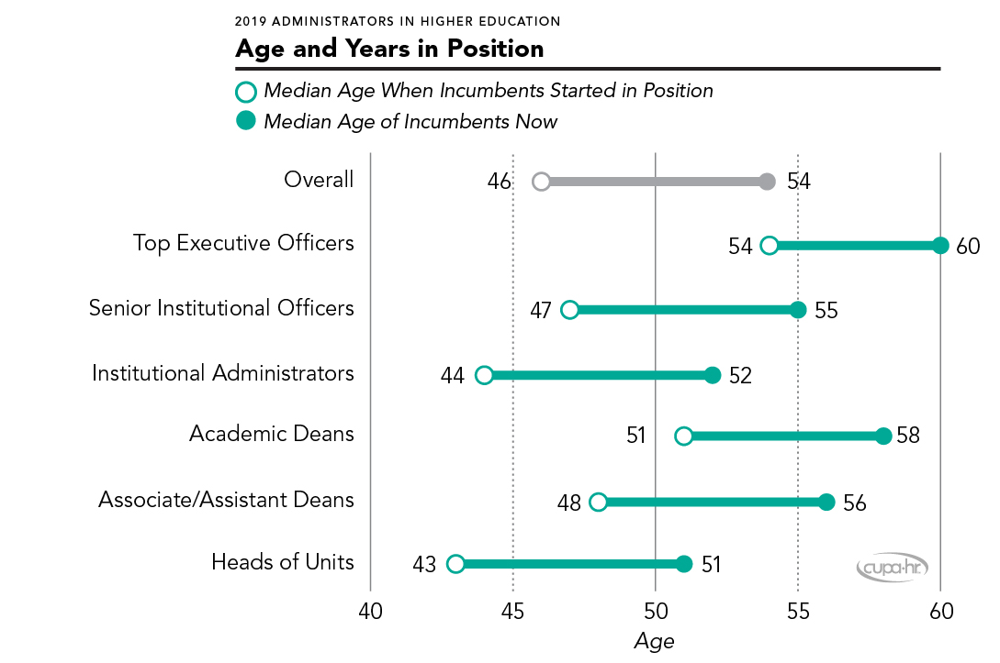 2019 ADMINISTRATORS IN HIGHER EDUCATION
Age and Years in Position
Median Age When Incumbents Started in Position
Median Age of Incumbents Now
Overall 46 54
Top Executive Officers 54 60
Senior Institutional Officers 47 55
Institutional Administrators 44 52
Academic Deans 51 58
Associate/Assistant Deans 48 56
Heads of Units 43 51
cupa-hr
40 45 50 55 60
Age